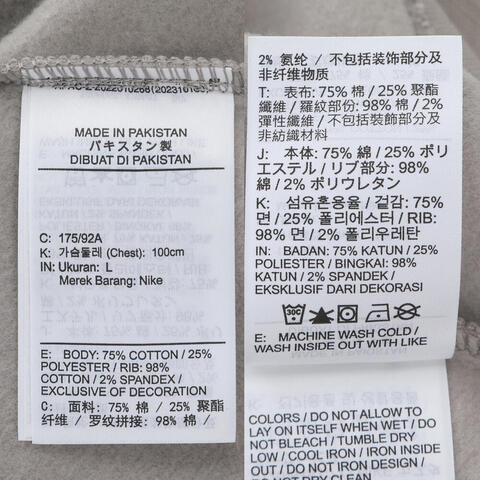 MADE IN PAKISTAN
パキスタン製
DIBUAT DI PAKISTAN
C: 175/92A
K: 가슴둘레 (Chest): 100cm
IN: Ukuran: L
Merek Barang: Nike
E: BODY: 75% COTTON / 25%
POLYESTER / RIB: 98%
COTTON / 2% SPANDEX /
EXCLUSIVE OF DECORATION
C: 面料: 75% 棉 / 25% 聚酯
纤维 / 罗纹拼接: 98% 棉 /
2% 氨纶 / 不包括装饰部分及
非纤维物质
T: 表布: 75% 棉 / 25% 聚酯
纖維 / 羅紋部份: 98% 棉 / 2%
彈性纖維 / 不包括裝飾部分及
非紡織材料
J: 本体: 75% 綿 / 25% ポリ
エステル / リブ部分: 98%
綿 / 2% ポリウレタン
K: 섬유혼용율 / 겉감: 75%
면 / 25% 폴리에스터 / RIB:
98% 면 / 2% 폴리우레탄
IN: BADAN: 75% KATUN / 25%
POLIESTER / BINGKAI: 98%
KATUN / 2% SPANDEK /
EKSKLUSIF DARI DEKORASI
30C
E: MACHINE WASH COLD /
WASH INSIDE OUT WITH LIKE
COLORS / DO NOT ALLOW TO
LAY ON ITSELF WHEN WET / DO
NOT BLEACH / TUMBLE DRY
LOW / COOL IRON / IRON INSIDE
OUT / DO NOT IRON DESIGN /
DO NOT DRY CLEAN